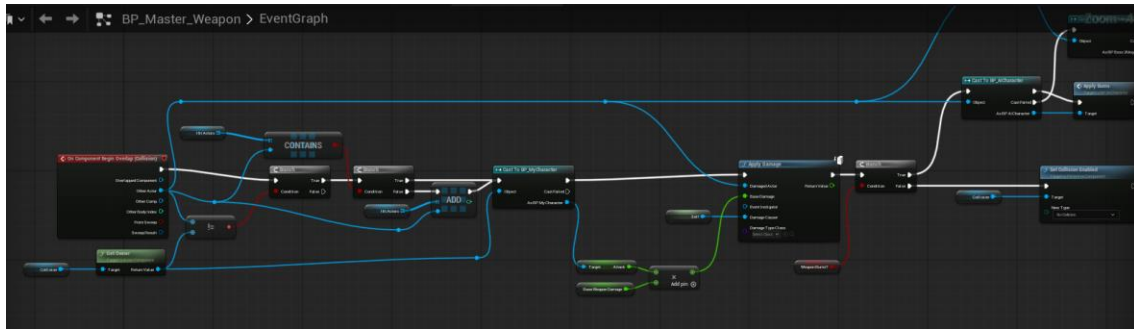 BP_Master_Weapon > EventGraph
Zoom
On Component Begin Overlap (Collision)
Overlapped Component
Other Actor
Other Comp
Other Body Index
From Sweep
Sweep Result
Collision
Get Owner
Target
Return Value
!=
Hit Actors
CONTAINS
Branch
Condition
True
False
Branch
Condition
True
False
Hit Actors
ADD
Cast To BP_MyCharacter
Object
Cast Failed
As BP My Character
Target
Attack
Base Weapon Damage
Add pin
Apply Damage
Damaged Actor
Return Value
Base Damage
Event Instigator
Damage Causer
Damage Type Class
Self
Branch
Condition
True
False
Cast To BP_AICharacter
Object
Cast Failed
As BP AI Character
Object
Target
Set Collision Enabled
Target
New Type
No Collision
Collision